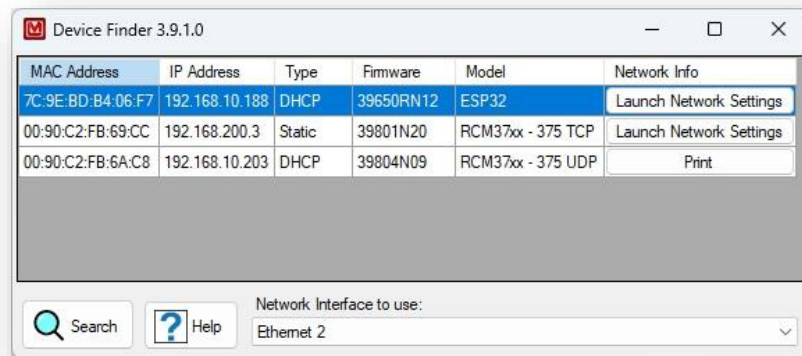 Device Finder 3.9.1.0
MAC Address IP Address Type Firmware Model Network Info
7C:9E:BD:B4:06:F7 192.168.10.188 DHCP 39650RN12 ESP32 Launch Network Settings
00:90:C2:FB:69:CC 192.168.200.3 Static 39801N20 RCM37xx - 375 TCP Launch Network Settings
00:90:C2:FB:6A:C8 192.168.10.203 DHCP 39804N09 RCM37xx - 375 UDP Print
Network Interface to use:
Search ? Help Ethernet 2